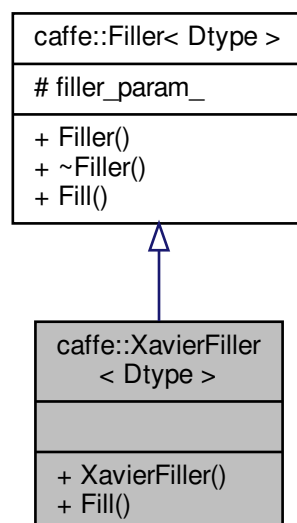 caffe::Filler< Dtype >
# filler_param_
+ Filler()
+ ~Filler()
+ Fill()
caffe::XavierFiller
< Dtype >
+ XavierFiller()
+ Fill()